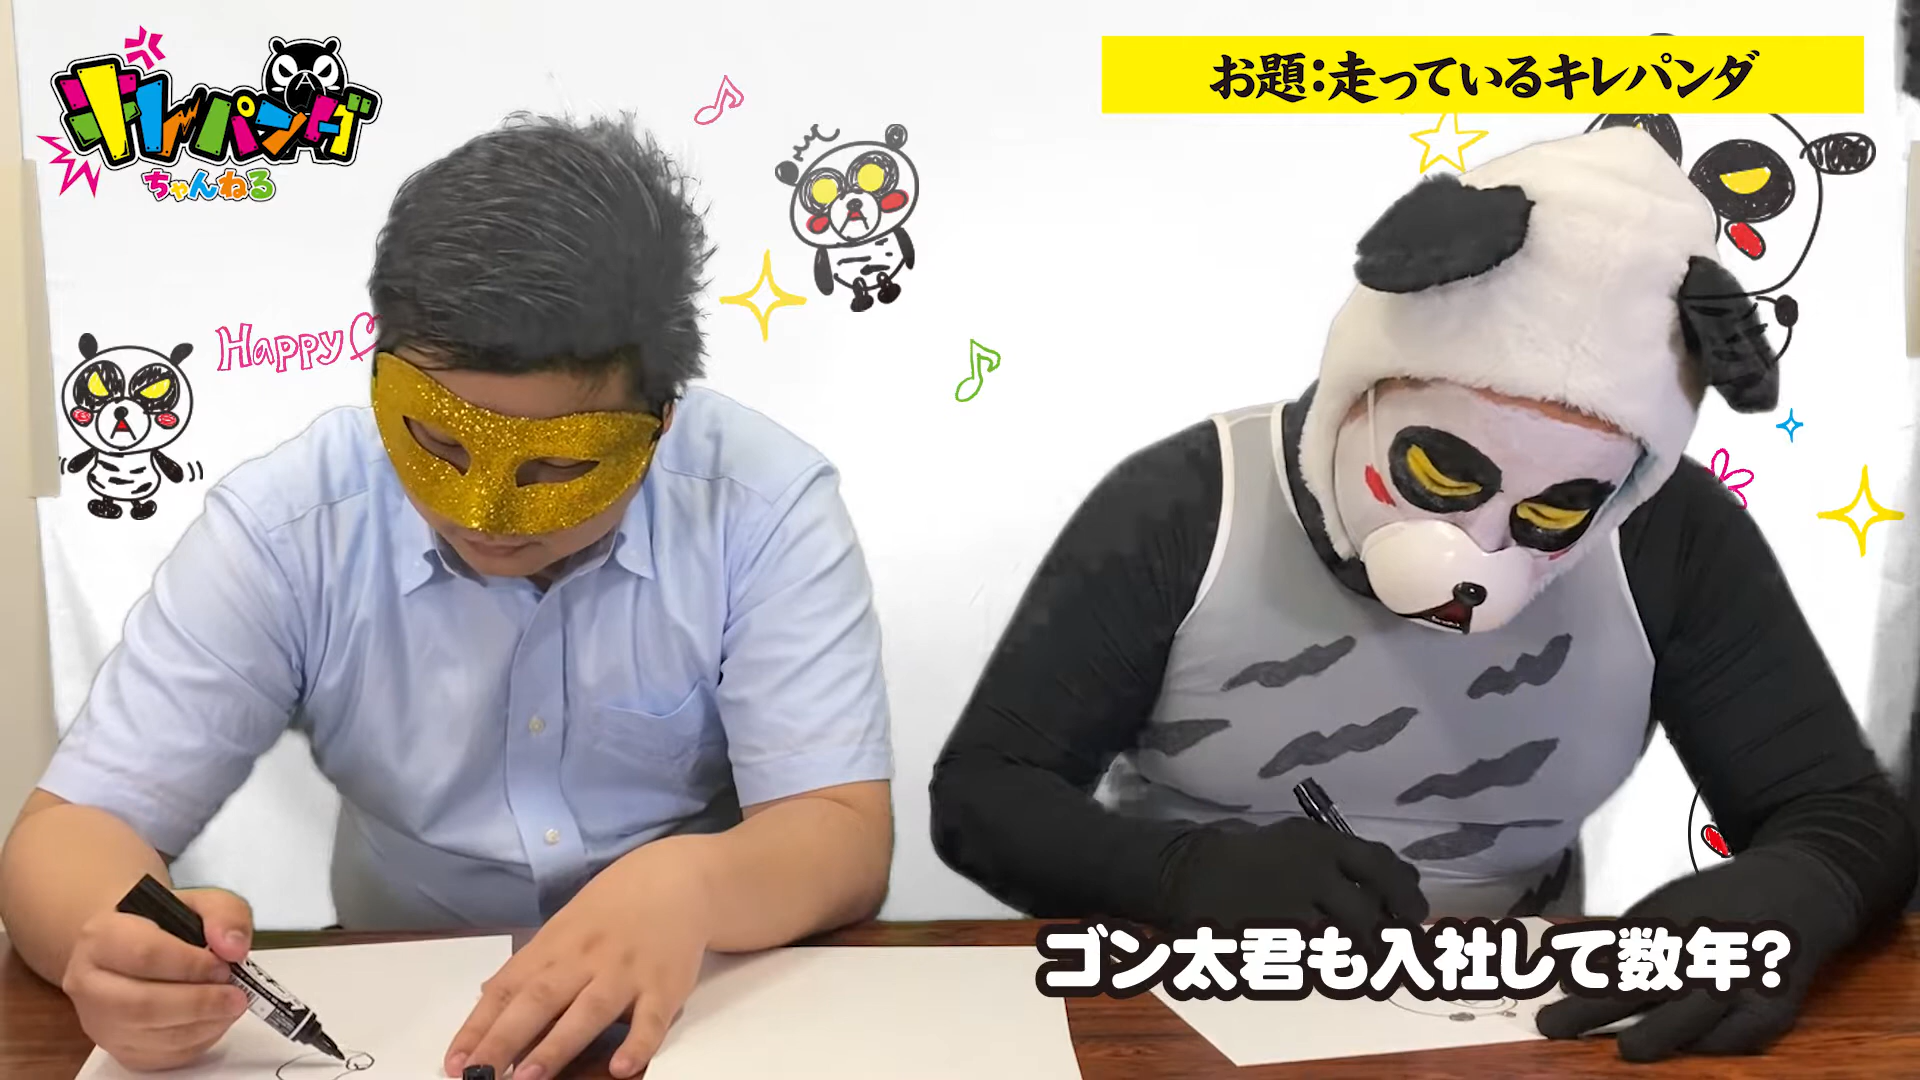 キレパンダ
ちゃんねる
お題：走っているキレパンダ
Happy
ゴン太君も入社して数年？